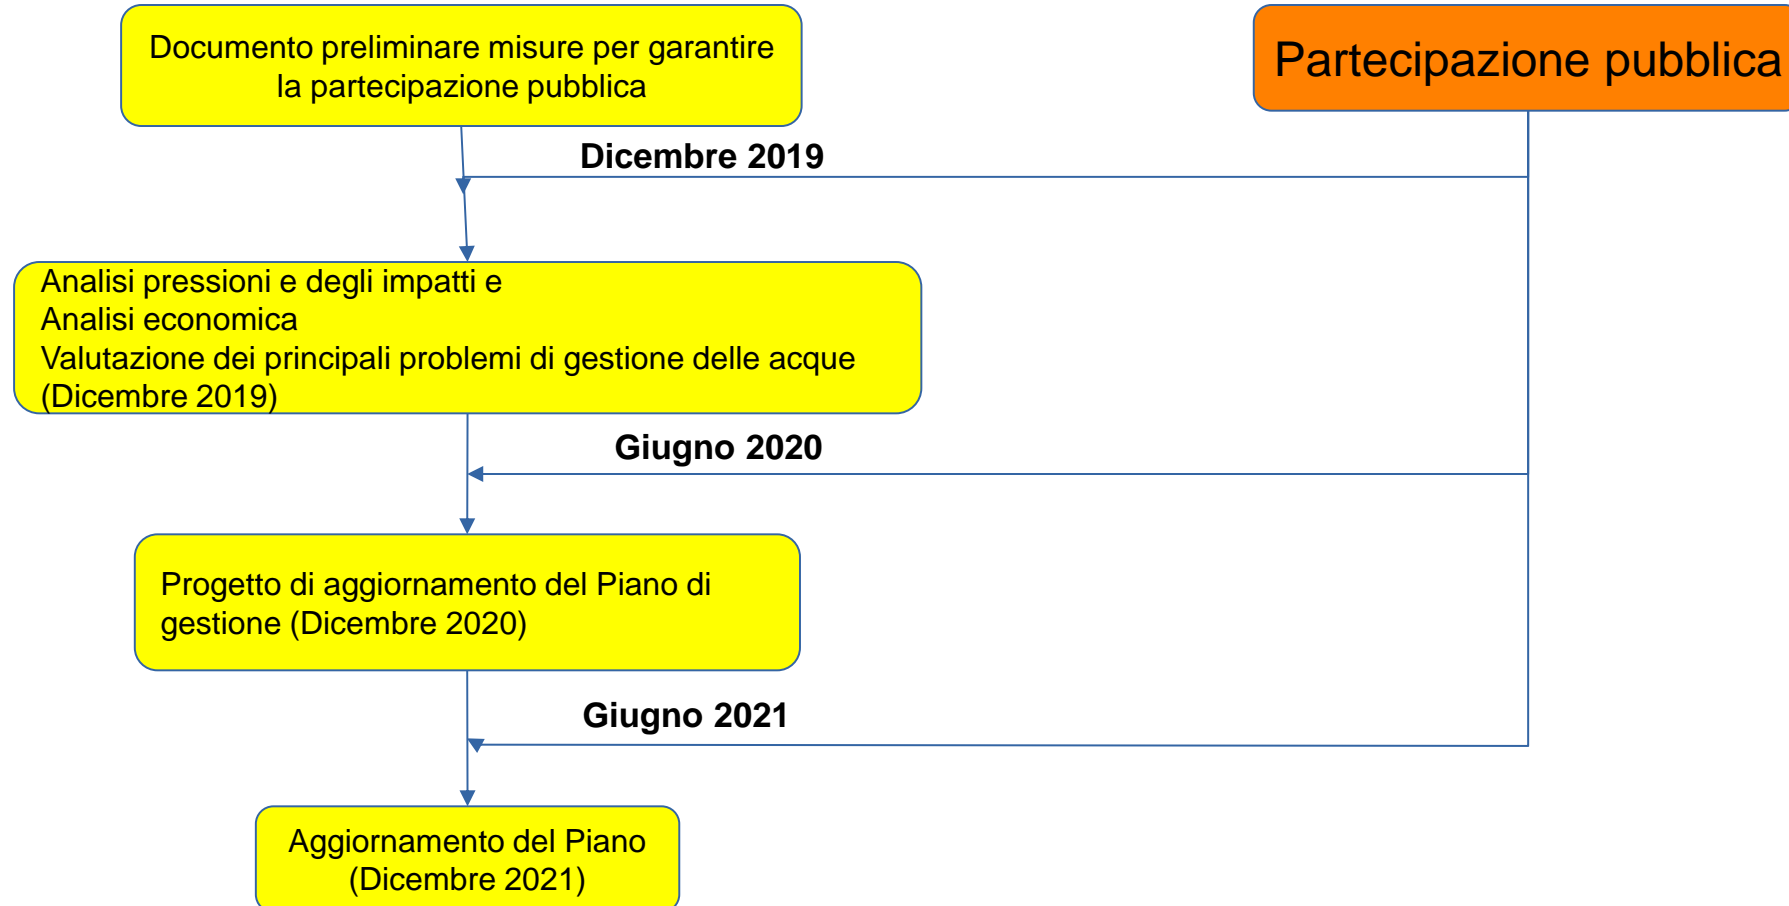 Documento preliminare misure per garantire
la partecipazione pubblica
Partecipazione pubblica
Dicembre 2019
Analisi pressioni e degli impatti e
Analisi economica
Valutazione dei principali problemi di gestione delle acque
(Dicembre 2019)
Giugno 2020
Progetto di aggiornamento del Piano di
gestione (Dicembre 2020)
Giugno 2021
Aggiornamento del Piano
(Dicembre 2021)